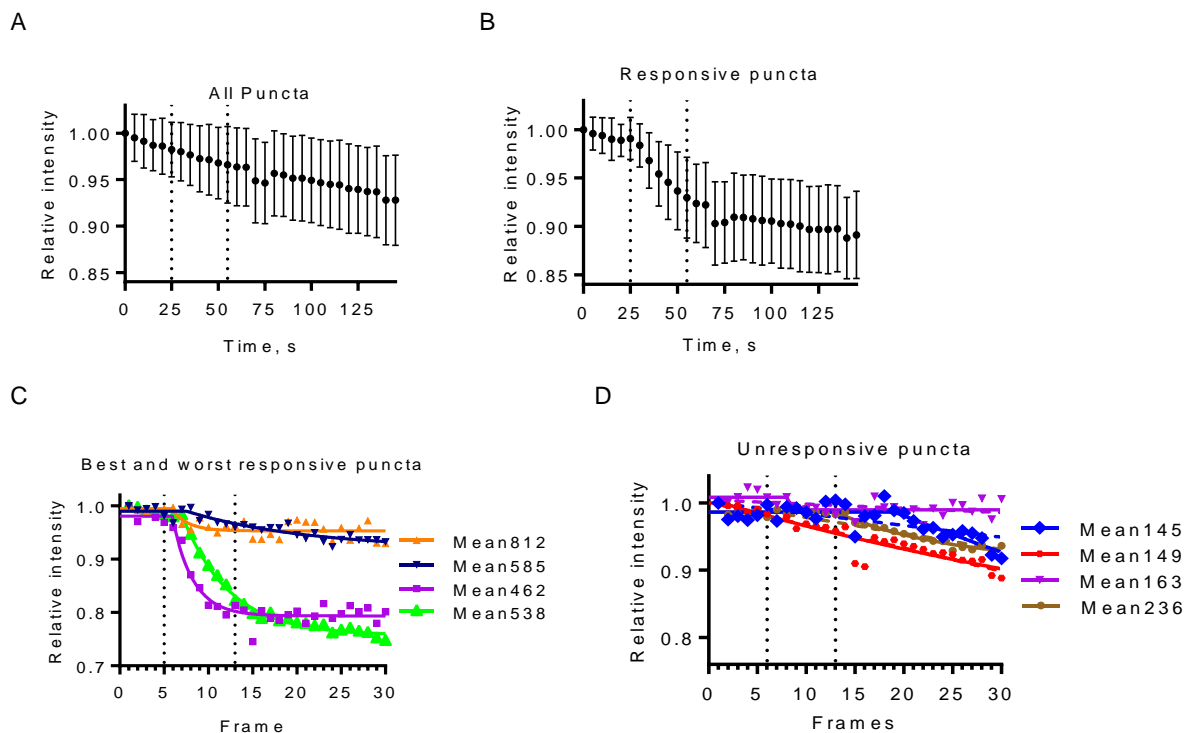 A
B
All Puncta
Responsive puncta
Relative intensity
1.00
0.95
0.90
0.85
0 25 50 75 100 125
Time, s
Relative intensity
1.00
0.95
0.90
0.85
0 25 50 75 100 125
Time, s
C
D
Best and worst responsive puncta
Relative intensity
1.0
0.9
0.8
0.7
0 5 10 15 20 25 30
Frame
Mean812
Mean585
Mean462
Mean538
Unresponsive puncta
Relative intensity
1.0
0.9
0.8
0 5 10 15 20 25 30
Frames
Mean145
Mean149
Mean163
Mean236